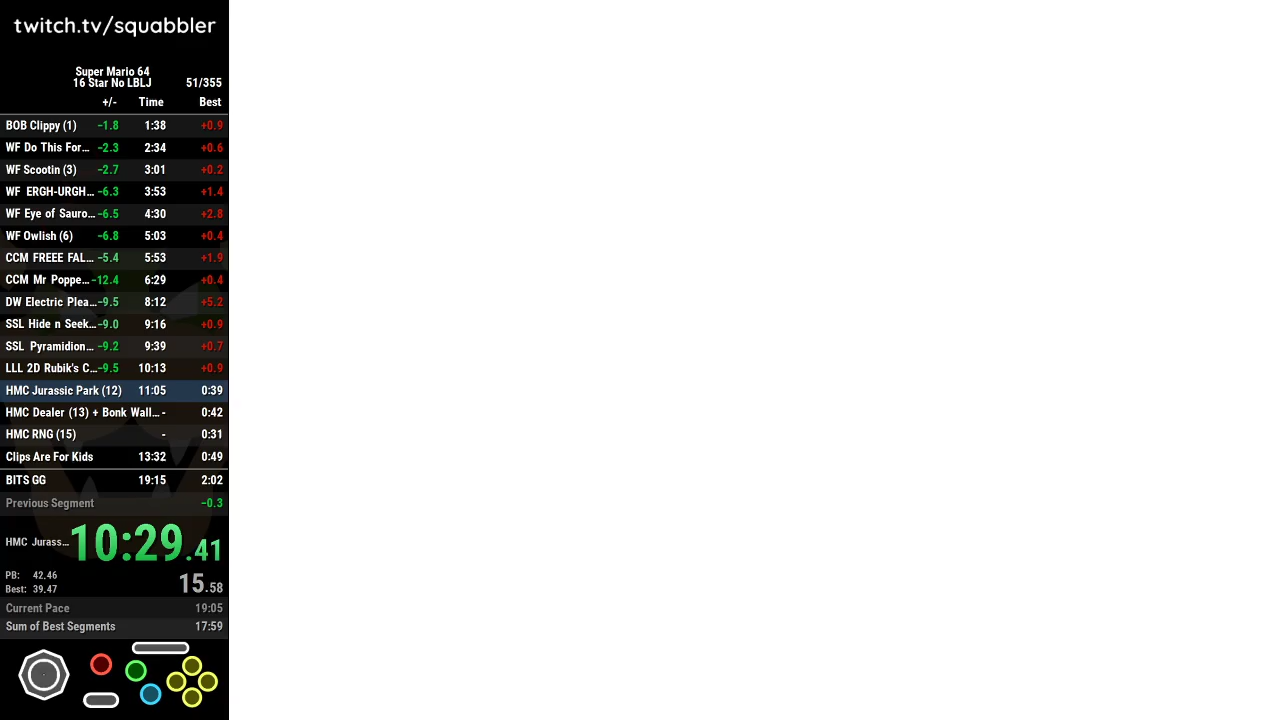 twitch.tv/squabbler
Super Mario 64
16 Star No LBLJ 51/355
+/- Time Best
BOB Clippy (1) −1.8 1:38 +0.9
WF Do This For... −2.3 2:34 +0.6
WF Scootin (3) −2.7 3:01 +0.2
WF ERGH-URGH... −6.3 3:53 +1.4
WF Eye of Sauro... −6.5 4:30 +2.8
WF Owlish (6) −6.8 5:03 +0.4
CCM FREEE FAL... −5.4 5:53 +1.9
CCM Mr Poppe... −12.4 6:29 +0.4
DW Electric Plea... −9.5 8:12 +5.2
SSL Hide n Seek... −9.0 9:16 +0.9
SSL Pyramidion... −9.2 9:39 +0.7
LLL 2D Rubik's C... −9.5 10:13 +0.9
HMC Jurassic Park (12) 11:05 0:39
HMC Dealer (13) + Bonk Wall... - 0:42
HMC RNG (15) - 0:31
Clips Are For Kids 13:32 0:49
BITS GG 19:15 2:02
Previous Segment −0.3
HMC Jurass... 10:29.41
PB: 42.46
Best: 39.47 15.58
Current Pace 19:05
Sum of Best Segments 17:59